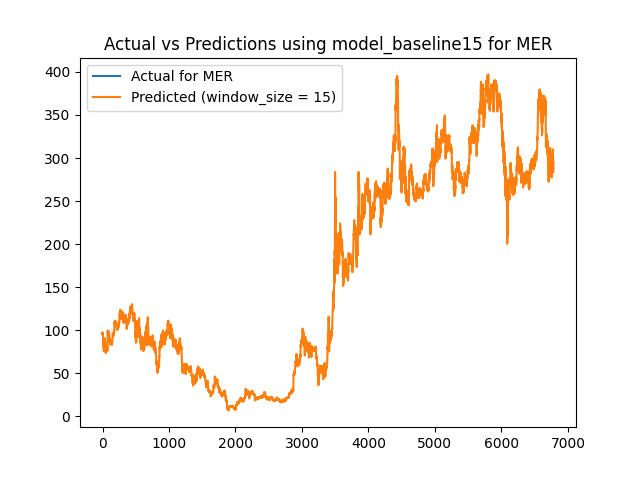 Actual vs Predictions using model_baseline15 for MER
Actual for MER
Predicted (window_size = 15)
400
350
300
250
200
150
100
50
0
0 1000 2000 3000 4000 5000 6000 7000